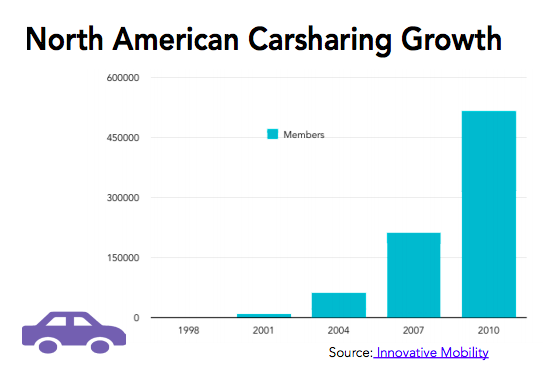 North American Carsharing Growth
600000
Members
450000
300000
150000
0
1998 2001 2004 2007 2010
Source: Innovative Mobility